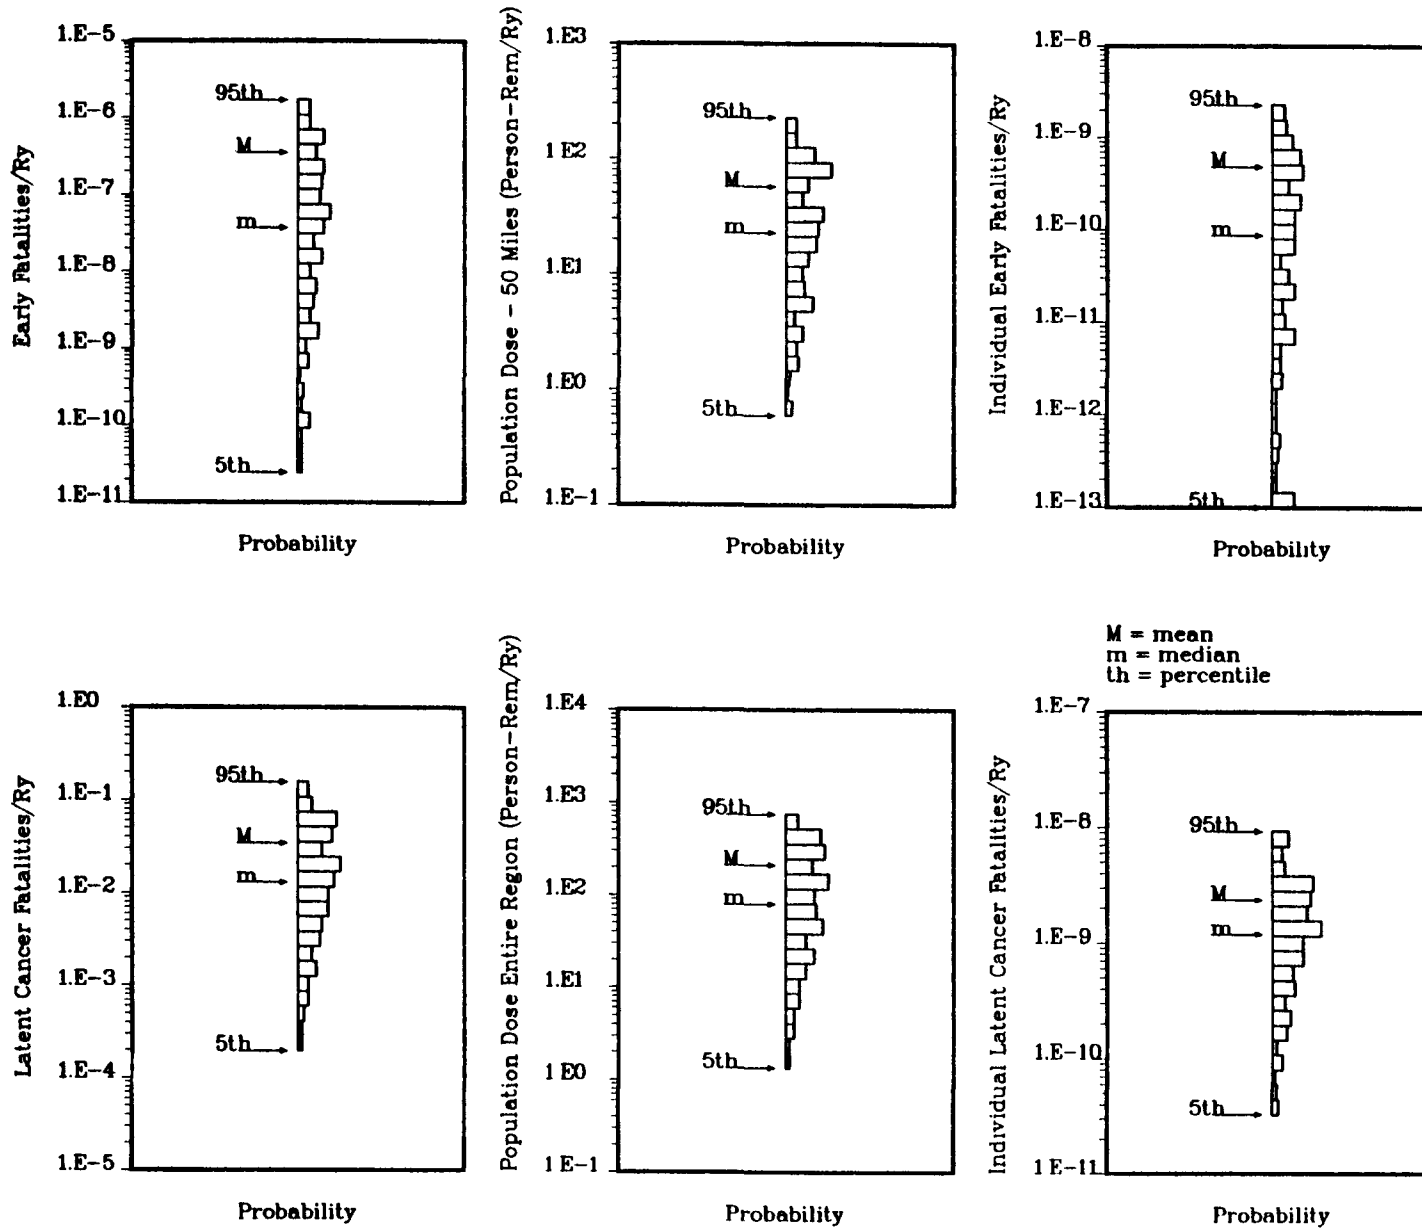 Early Fatalities/Ry
1.E-5
1.E-6
1.E-7
1.E-8
1.E-9
1.E-10
1.E-11
95th
M
m
5th
Probability
Population Dose - 50 Miles (Person-Rem/Ry)
1.E3
1.E2
1.E1
1.E0
1.E-1
95th
M
m
5th
Probability
Individual Early Fatalities/Ry
1.E-8
1.E-9
1.E-10
1.E-11
1.E-12
1.E-13
95th
M
m
5th
Probability
M = mean
m = median
th = percentile
Latent Cancer Fatalities/Ry
1.E0
1.E-1
1.E-2
1.E-3
1.E-4
1.E-5
95th
M
m
5th
Probability
Population Dose Entire Region (Person-Rem/Ry)
1.E4
1.E3
1.E2
1.E1
1 E0
1 E-1
95th
M
m
5th
Probability
Individual Latent Cancer Fatalities/Ry
1.E-7
1.E-8
1.E-9
1.E-10
1 E-11
95th
M
m
5th
Probability